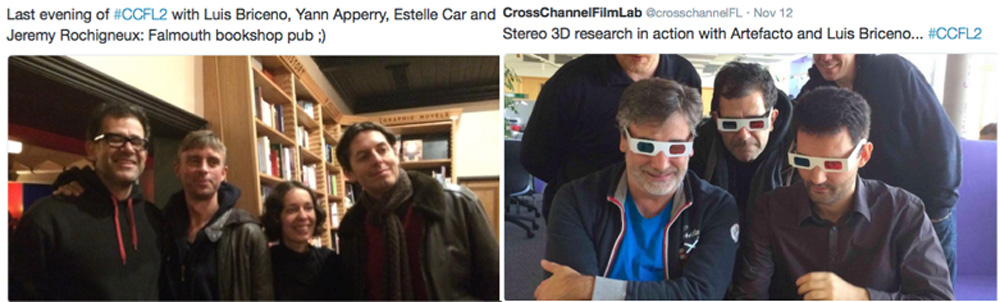 Last evening of #CCFL2 with Luis Briceno, Yann Apperry, Estelle Car and
Jeremy Rochigneux: Falmouth bookshop pub ;)
CrossChannelFilmLab @crosschannelFL · Nov 12
Stereo 3D research in action with Artefacto and Luis Briceno... #CCFL2
GRAPHIC NOVELS